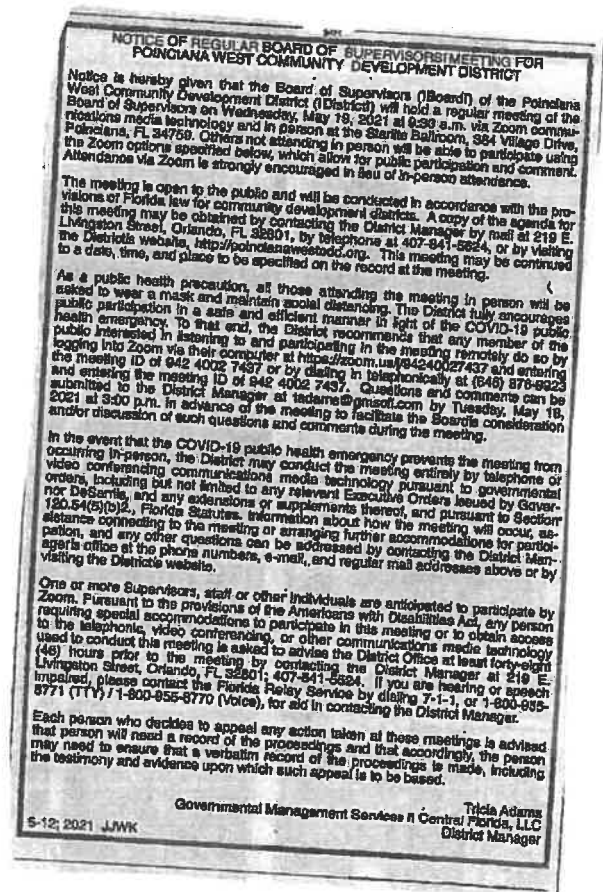 NOTICE OF REGULAR BOARD OF SUPERVISORSíMEETING FOR
POINCIANA WEST COMMUNITY DEVELOPMENT DISTRICT
Notice is hereby given that the Board of Supervisors (ìBoardî) of the Poinciana
West Community Development District (ìDistrictî) will hold a regular meeting of the
Board of Supervisors on Wednesday, May 19, 2021 at 9:30 a.m. via Zoom commu-
nications media technology and in person at the Starlite Ballroom, 384 Village Drive,
Poinciana, FL 34759. Others not attending in person will be able to participate using
the Zoom options specified below, which allow for public participation and comment.
Attendance via Zoom is strongly encouraged in lieu of in-person attendance.
The meeting is open to the public and will be conducted in accordance with the pro-
visions of Florida law for community development districts. A copy of the agenda for
this meeting may be obtained by contacting the District Manager by mail at 219 E.
Livingston Street, Orlando, FL 32801, by telephone at 407-841-5524, or by visiting
the Districtís website, http://poincianawestcdd.org. This meeting may be continued
to a date, time, and place to be specified on the record at the meeting.
As a public health precaution, all those attending the meeting in person will be
asked to wear a mask and maintain social distancing. The District fully encourages
public participation in a safe and efficient manner in light of the COVID-19 public
health emergency. To that end, the District recommends that any member of the
public interested in listening to and participating in the meeting remotely do so by
logging into Zoom via their computer at https://zoom.us/j/94240027437 and entering
the meeting ID of 942 4002 7437 or by dialing in telephonically at (646) 876-9923
and entering the meeting ID of 942 4002 7437. Questions and comments can be
submitted to the District Manager at tadams@gmscfl.com by Tuesday, May 18,
2021 at 3:00 p.m. in advance of the meeting to facilitate the Boardís consideration
and/or discussion of such questions and comments during the meeting.
In the event that the COVID-19 public health emergency prevents the meeting from
occurring in-person, the District may conduct the meeting entirely by telephone or
video conferencing communications media technology pursuant to governmental
orders, including but not limited to any relevant Executive Orders issued by Gover-
nor DeSantis, and any extensions or supplements thereof, and pursuant to Section
120.54(5)(b)2., Florida Statutes. Information about how the meeting will occur, as-
sistance connecting to the meeting or arranging further accommodations for partici-
pation, and any other questions can be addressed by contacting the District Man-
agerís office at the phone numbers, e-mail, and regular mail addresses above or by
visiting the Districtís website.
One or more Supervisors, staff or other individuals are anticipated to participate by
Zoom. Pursuant to the provisions of the Americans with Disabilities Act, any person
requiring special accommodations to participate in this meeting or to obtain access
to the telephonic, video conferencing, or other communications media technology
used to conduct this meeting is asked to advise the District Office at least forty-eight
(48) hours prior to the meeting by contacting the District Manager at 219 E.
Livingston Street, Orlando, FL 32801; 407-841-5524. If you are hearing or speech
impaired, please contact the Florida Relay Service by dialing 7-1-1, or 1-800-955-
8771 (TTY) / 1-800-955-8770 (Voice), for aid in contacting the District Manager.
Each person who decides to appeal any action taken at these meetings is advised
that person will need a record of the proceedings and that accordingly, the person
may need to ensure that a verbatim record of the proceedings is made, including
the testimony and evidence upon which such appeal is to be based.
Tricia Adams
Governmental Management Services ñ Central Florida, LLC
District Manager
5-12; 2021 JJWK